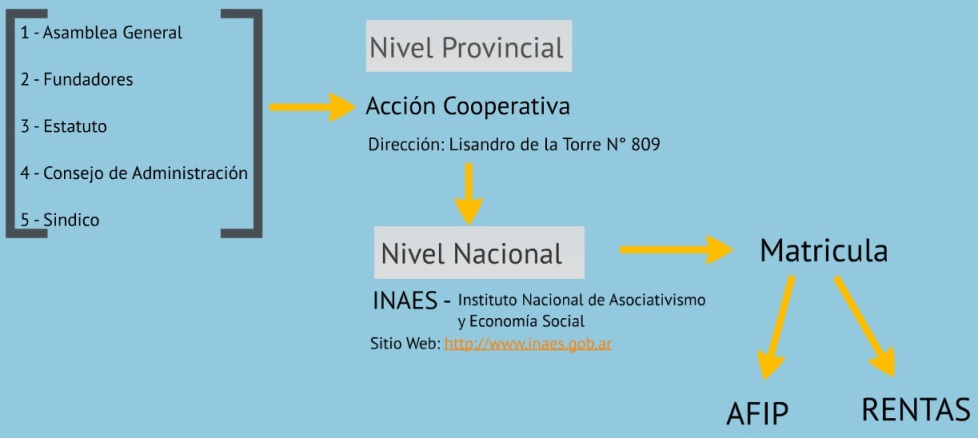 1 - Asamblea General
2 - Fundadores
3 - Estatuto
4 - Consejo de Administración
5 - Sindico
Nivel Provincial
Acción Cooperativa
Dirección: Lisandro de la Torre N° 809
Nivel Nacional
INAES - Instituto Nacional de Asociativismo
y Economía Social
Sitio Web: http://www.inaes.gob.ar
Matricula
AFIP
RENTAS